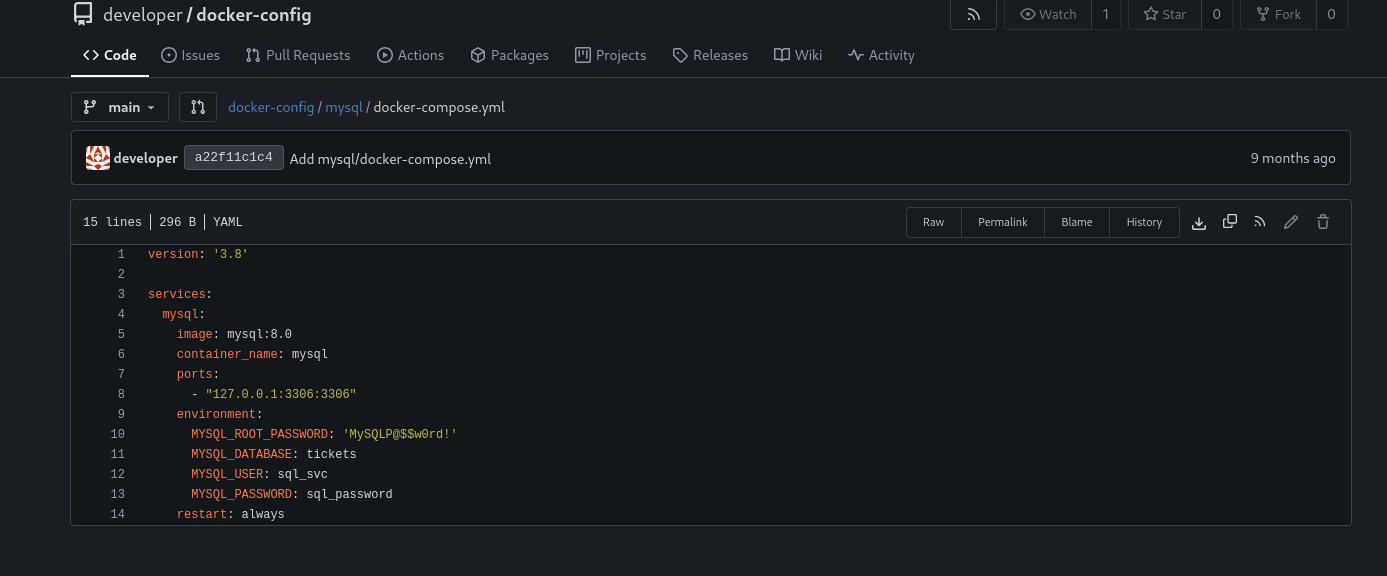 developer / docker-config
Watch 1 Star 0 Fork 0
Code Issues Pull Requests Actions Packages Projects Releases Wiki Activity
main docker-config / mysql / docker-compose.yml
developer a22f11c1c4 Add mysql/docker-compose.yml 9 months ago
15 lines | 296 B | YAML Raw Permalink Blame History
1 version: '3.8'
2
3 services:
4   mysql:
5     image: mysql:8.0
6     container_name: mysql
7     ports:
8       - "127.0.0.1:3306:3306"
9     environment:
10       MYSQL_ROOT_PASSWORD: 'MySQLP@$$w0rd!'
11       MYSQL_DATABASE: tickets
12       MYSQL_USER: sql_svc
13       MYSQL_PASSWORD: sql_password
14     restart: always